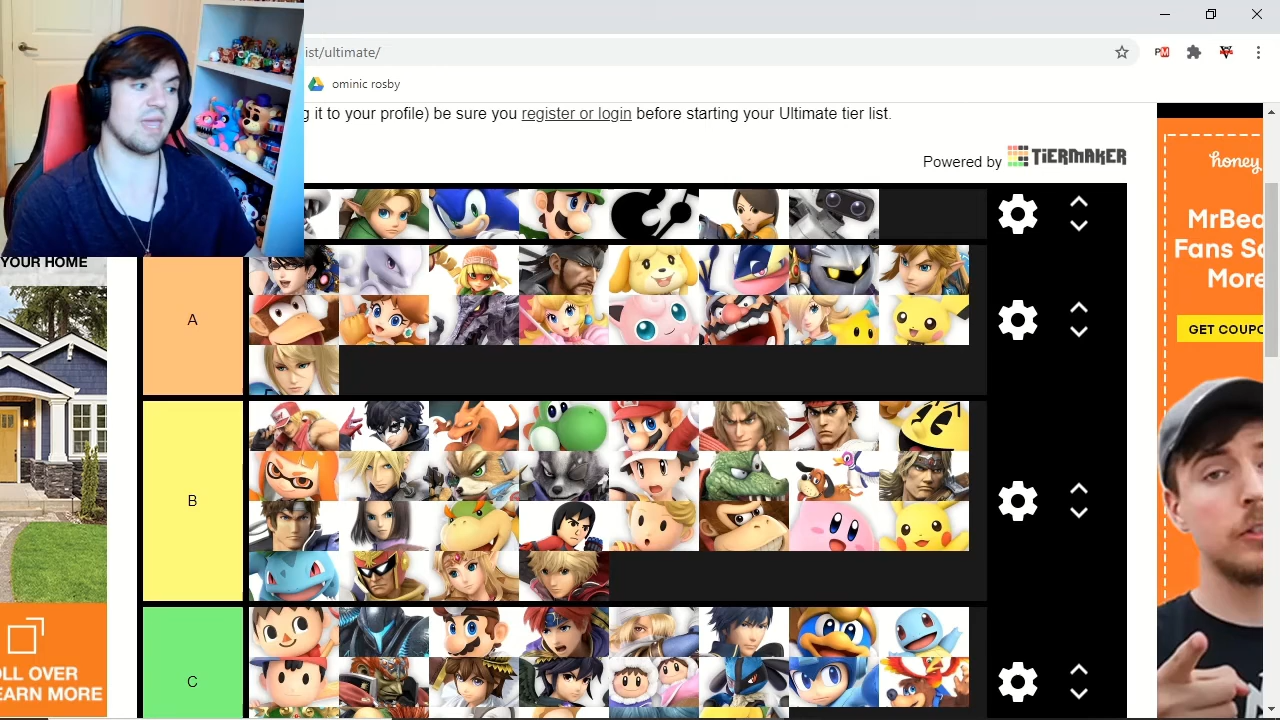 ist/ultimate/
PM
ominic rosby
g it to your profile) be sure you register or login before starting your Ultimate tier list.
Powered by TiERMAKER
YOUR HOME
A
B
C
OLL OVER
EARN MORE
honey
MrBea
Fans Sa
More
GET COUPO